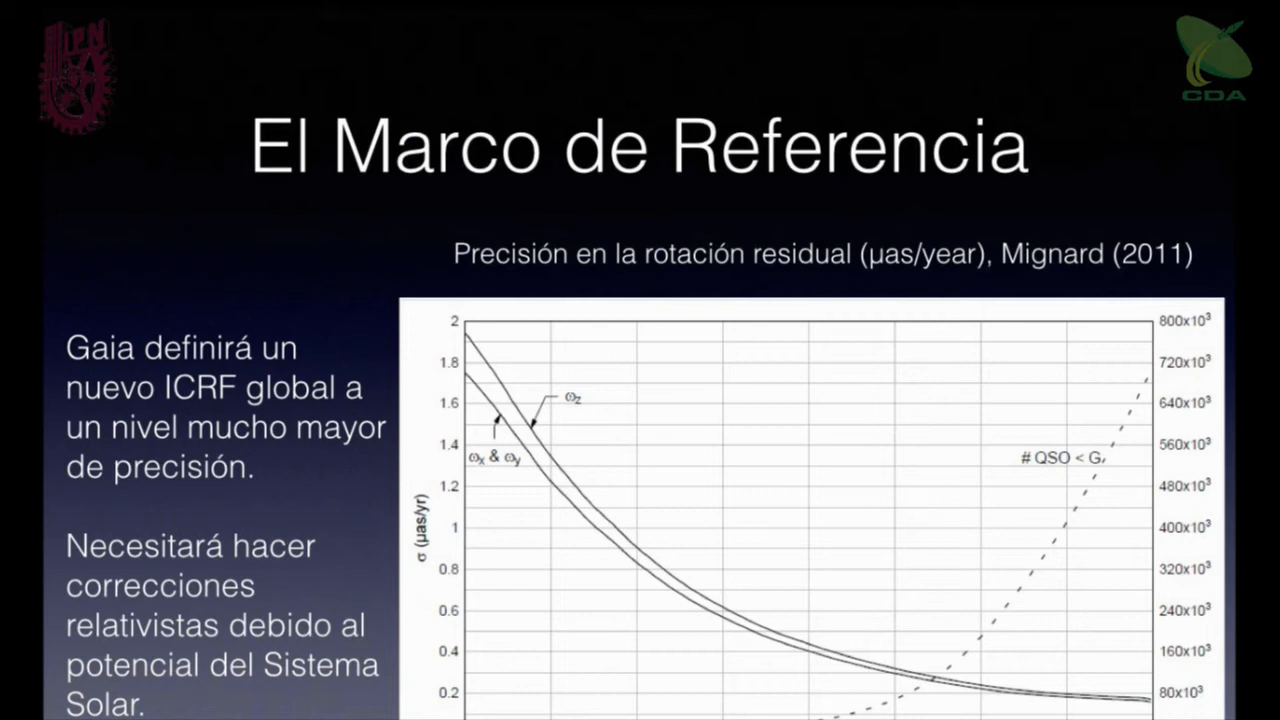 IPN
CDA
El Marco de Referencia
Precisión en la rotación residual (µas/year), Mignard (2011)
Gaia definirá un
nuevo ICRF global a
un nivel mucho mayor
de precisión.
Necesitará hacer
correcciones
relativistas debido al
potencial del Sistema
Solar.
σ (µas/yr)
2
1.8
1.6
1.4
1.2
1
0.8
0.6
0.4
0.2
ωz
ωx & ωy
# QSO < G
800x10³
720x10³
640x10³
560x10³
480x10³
400x10³
320x10³
240x10³
160x10³
80x10³